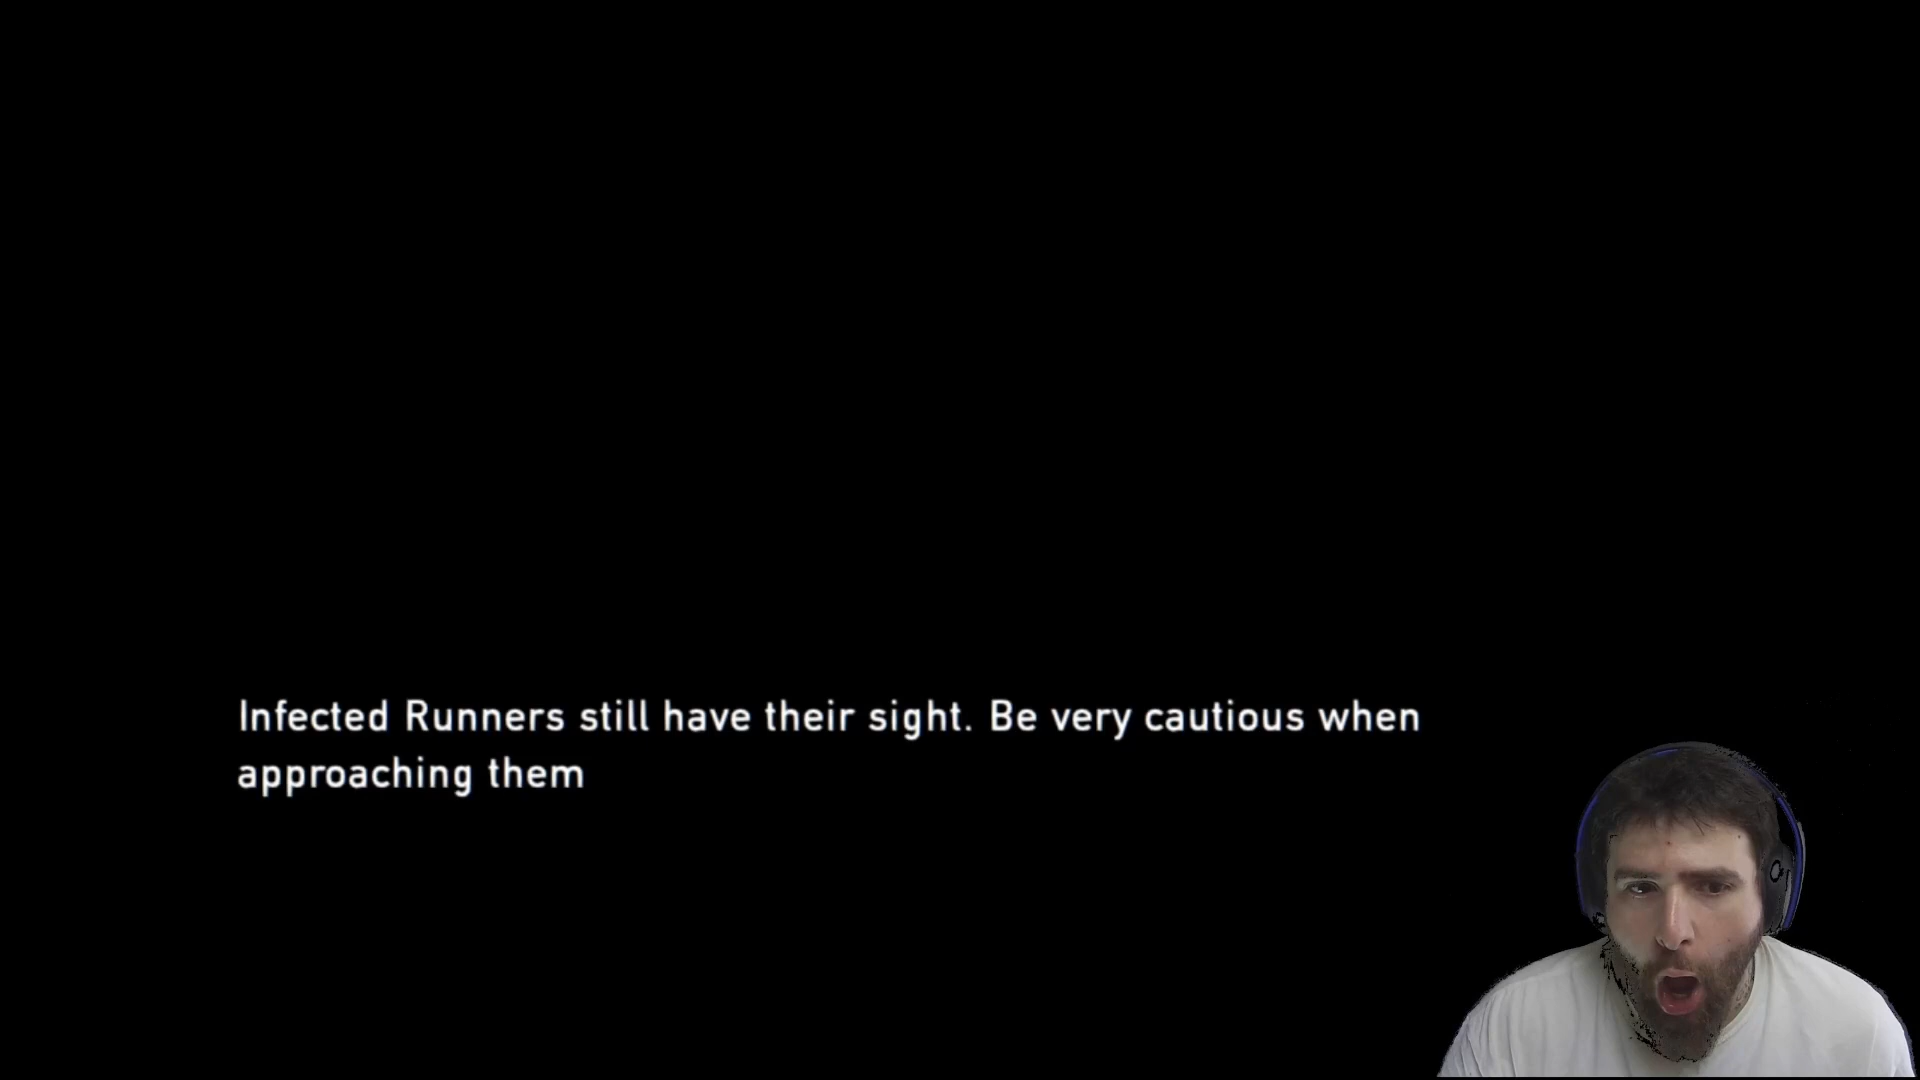 Infected Runners still have their sight. Be very cautious when
approaching them